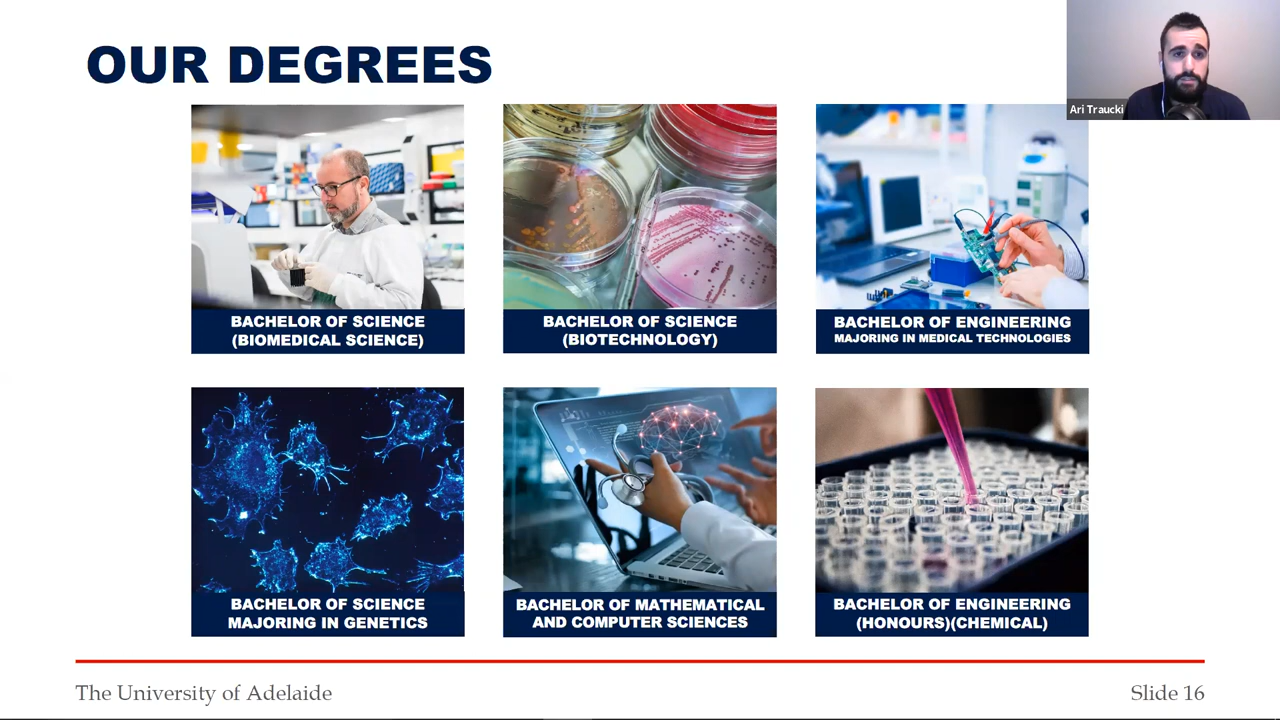 OUR DEGREES
Ari Traucki
BACHELOR OF SCIENCE
(BIOMEDICAL SCIENCE)
BACHELOR OF SCIENCE
(BIOTECHNOLOGY)
BACHELOR OF ENGINEERING
MAJORING IN MEDICAL TECHNOLOGIES
BACHELOR OF SCIENCE
MAJORING IN GENETICS
BACHELOR OF MATHEMATICAL
AND COMPUTER SCIENCES
BACHELOR OF ENGINEERING
(HONOURS)(CHEMICAL)
The University of Adelaide
Slide 16